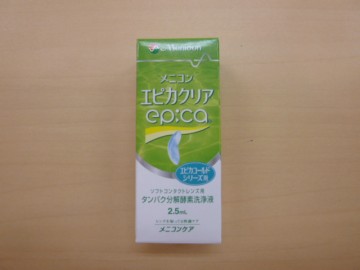 Menicon
メニコン
エピカクリア
epica
エピカコールド
シリーズ用
ソフトコンタクトレンズ用
タンパク分解酵素洗浄液
2.5mL
メニコンケア